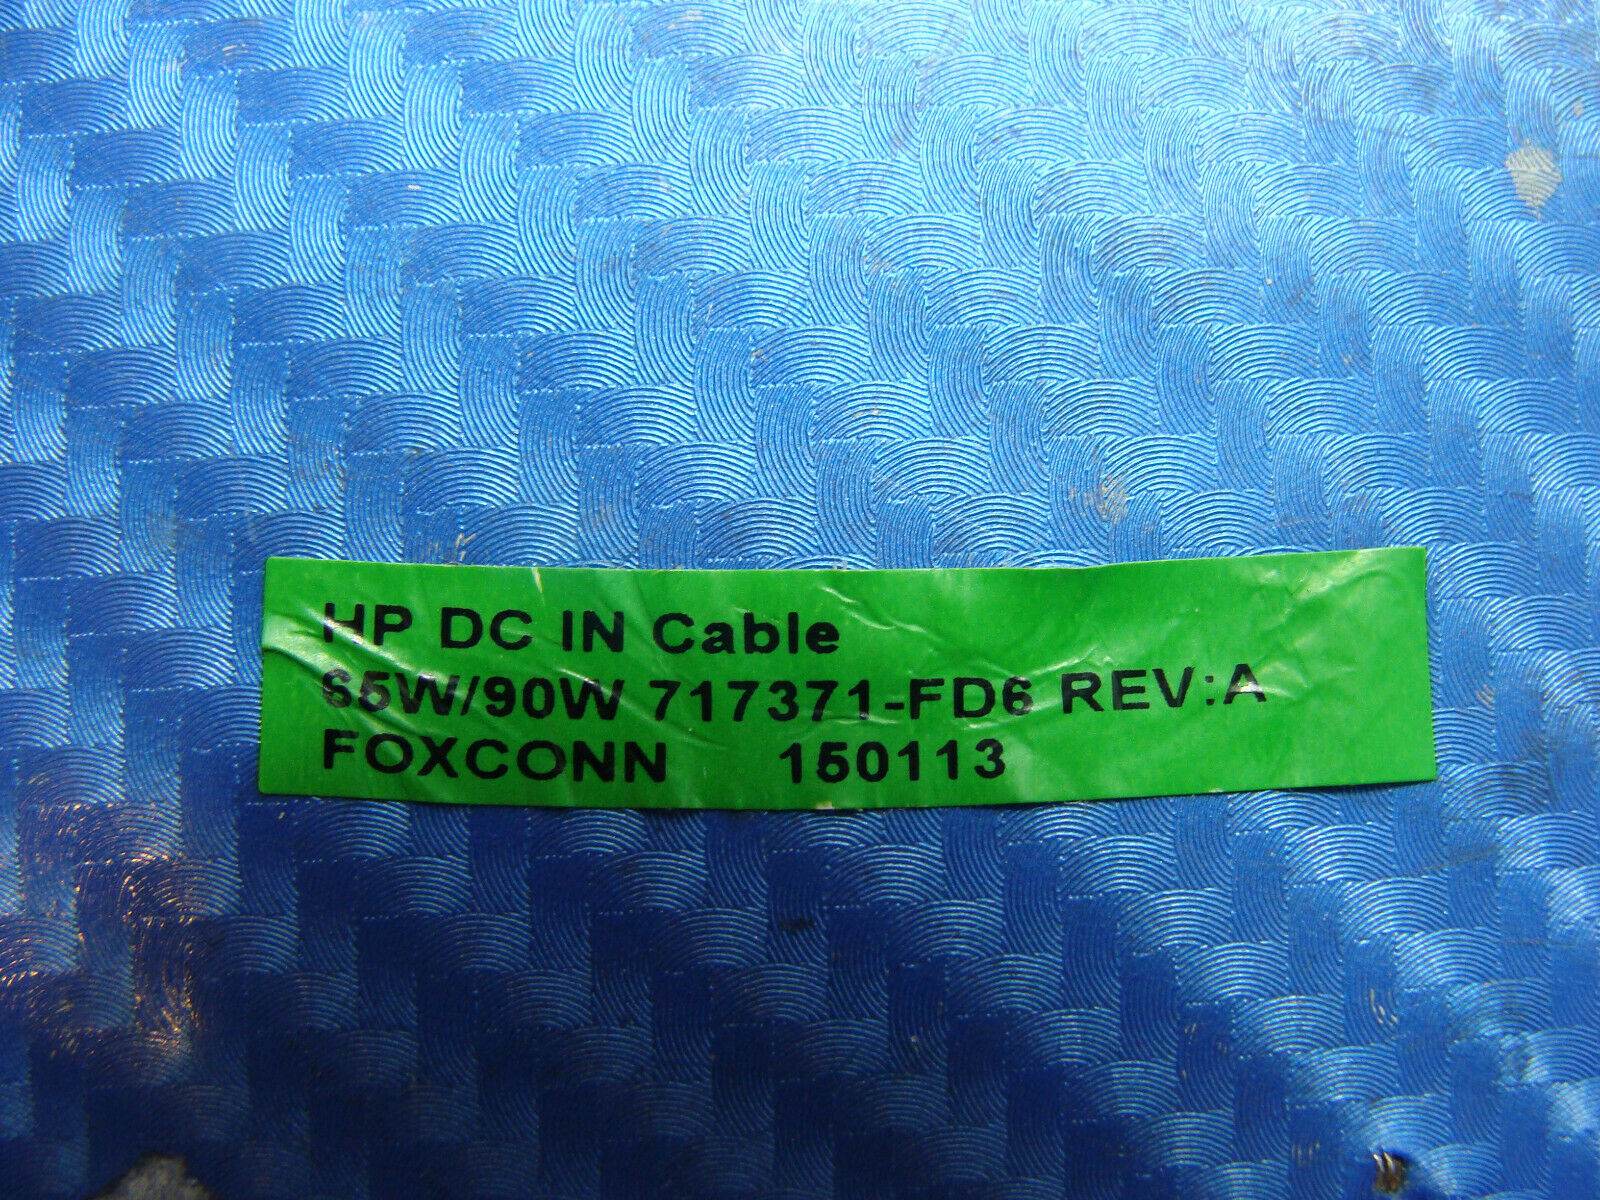 HP DC IN Cable
65W/90W 717371-FD6 REV:A
FOXCONN 150113